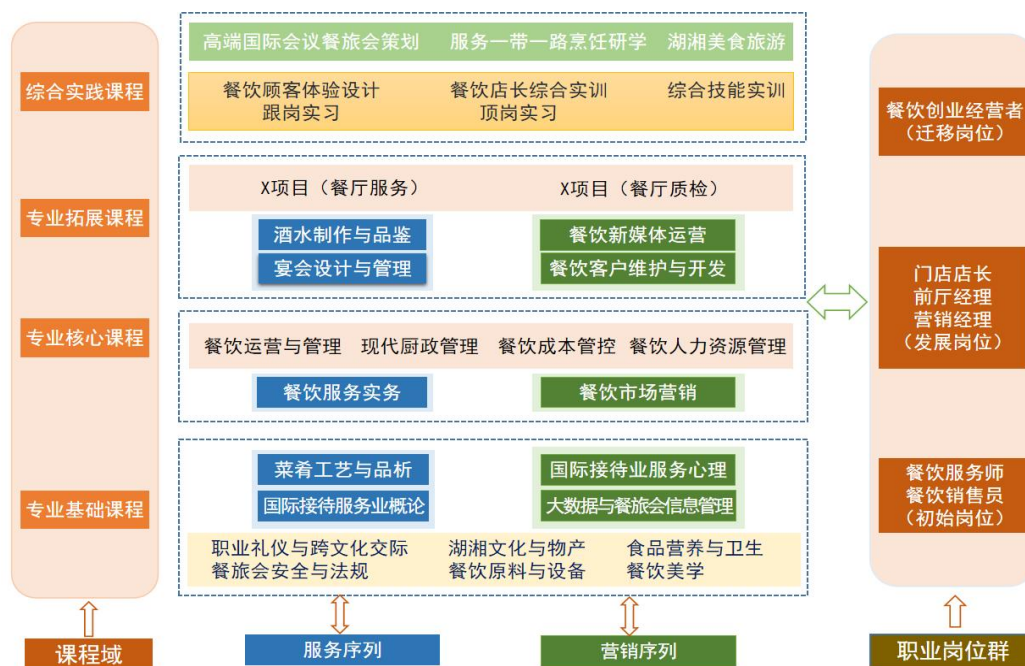 高端国际会议餐旅会策划 服务一带一路烹饪研学 湖湘美食旅游
综合实践课程
餐饮顾客体验设计 餐饮店长综合实训 综合技能实训
跟岗实习 顶岗实习
餐饮创业经营者
（迁移岗位）
X项目（餐厅服务） X项目（餐厅质检）
专业拓展课程
酒水制作与品鉴 餐饮新媒体运营
宴会设计与管理 餐饮客户维护与开发
门店店长
前厅经理
营销经理
（发展岗位）
专业核心课程
餐饮运营与管理 现代厨政管理 餐饮成本管控 餐饮人力资源管理
餐饮服务实务 餐饮市场营销
菜肴工艺与品析 国际接待业服务心理
专业基础课程
国际接待服务业概论 大数据与餐旅会信息管理
餐饮服务师
餐饮销售员
（初始岗位）
职业礼仪与跨文化交际 湖湘文化与物产 食品营养与卫生
餐旅会安全与法规 餐饮原料与设备 餐饮美学
课程域 服务序列 营销序列 职业岗位群